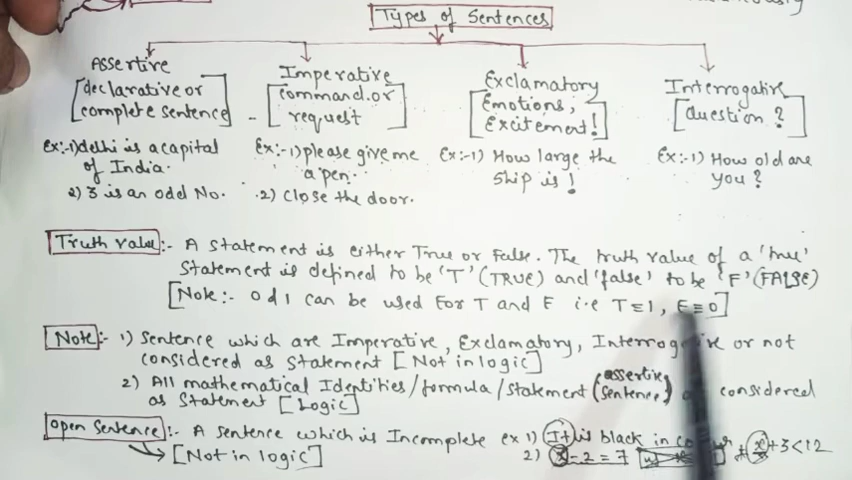 Types of Sentences
Assertive
[declarative or complete sentence]
Ex:-1) delhi is a capital of India.
2) 3 is an odd No.
Imperative
[command or request]
Ex:-1) please give me a pen.
2) Close the door.
Exclamatory
[Emotions, Excitement!]
Ex:-1) How large the ship is!
Interrogative
[Question ?]
Ex:-1) How old are you?
Truth value:- A statement is either True or False. The truth value of a 'true'
Statement is defined to be 'T' (TRUE) and 'false' to be 'F' (FALSE)
[Note:- 0 d 1 can be used for T and F i.e T≡1, F≡0]
Note:- 1) Sentence which are Imperative, Exclamatory, Interrogative or not
considered as statement [Not in logic]
2) All mathematical Identities/formula/statement (assertive sentence) considered
as Statement [Logic]
Open Sentence:- A sentence which is Incomplete ex 1) It is black in colour
[Not in logic] 2) x-2=7 x+3<12